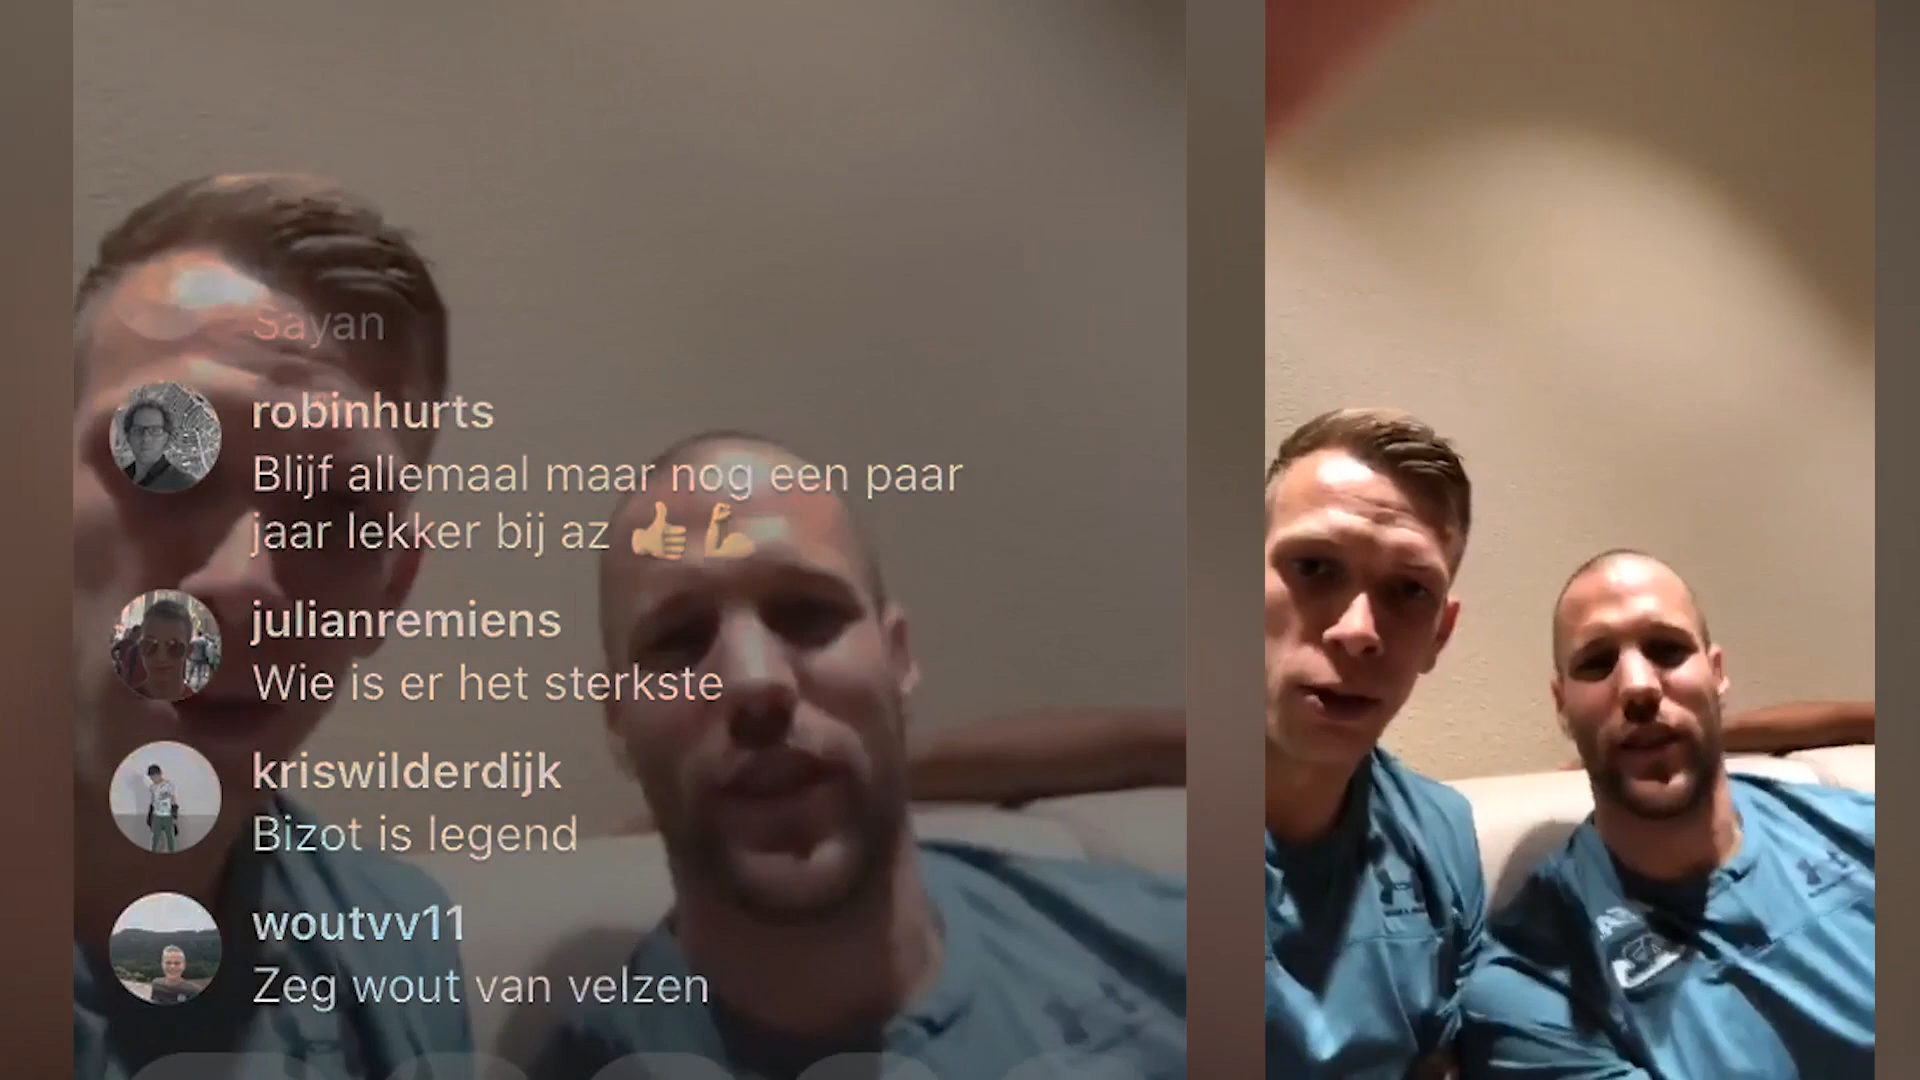 Sayan
robinhurts
Blijf allemaal maar nog een paar
jaar lekker bij az 👍💪
julianremiens
Wie is er het sterkste
kriswilderdijk
Bizot is legend
woutvv11
Zeg wout van velzen